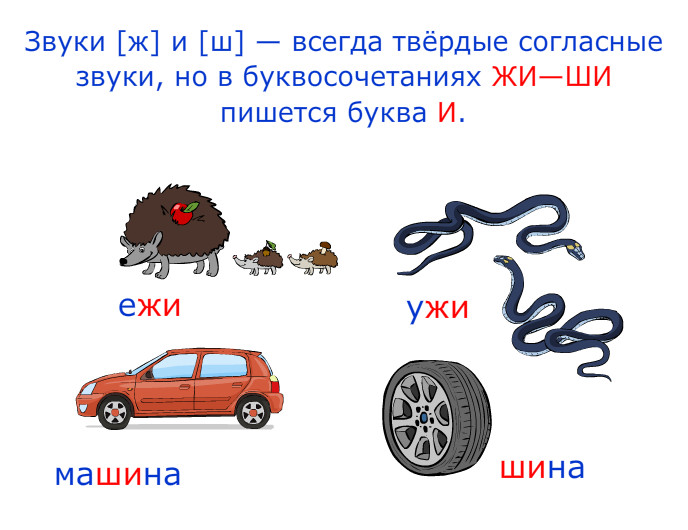 Звуки [ж] и [ш] — всегда твёрдые согласные
звуки, но в буквосочетаниях ЖИ—ШИ
пишется буква И.
ежи
ужи
машина
шина